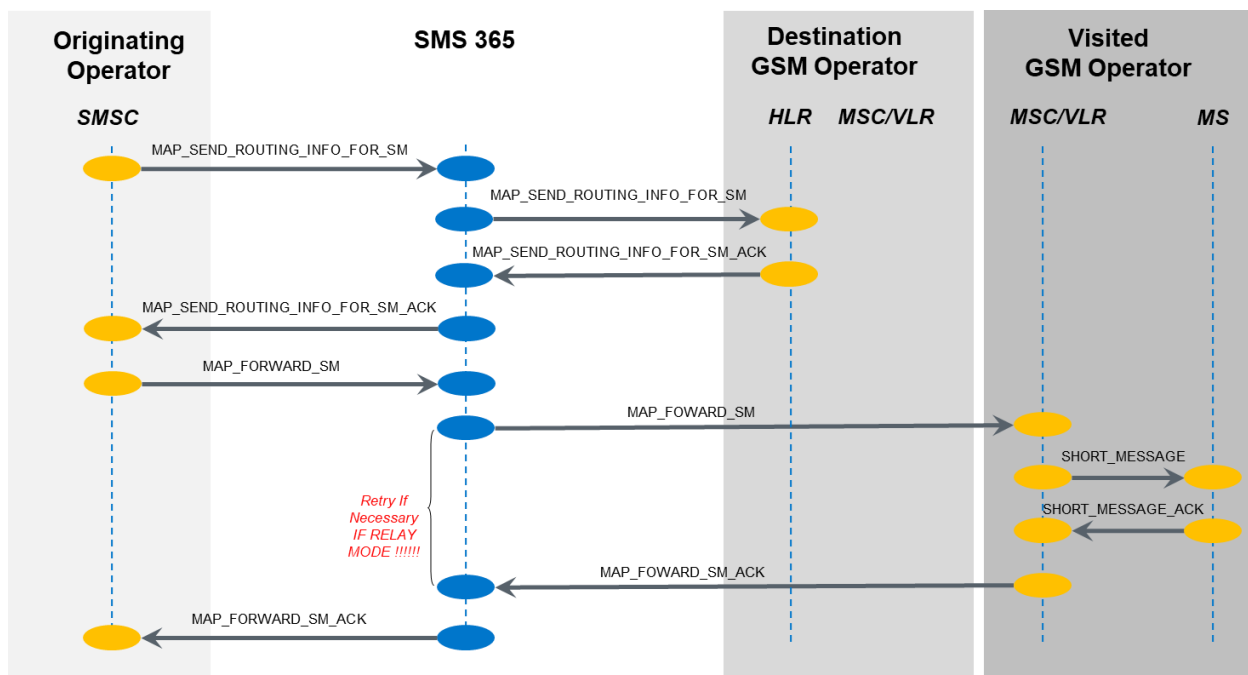 Originating
Operator
SMS 365
Destination
GSM Operator
Visited
GSM Operator
SMSC
HLR
MSC/VLR
MSC/VLR
MS
MAP_SEND_ROUTING_INFO_FOR_SM
MAP_SEND_ROUTING_INFO_FOR_SM
MAP_SEND_ROUTING_INFO_FOR_SM_ACK
MAP_SEND_ROUTING_INFO_FOR_SM_ACK
MAP_FORWARD_SM
MAP_FOWARD_SM
SHORT_MESSAGE
Retry If
Necessary
IF RELAY
MODE !!!!!!
SHORT_MESSAGE_ACK
MAP_FOWARD_SM_ACK
MAP_FORWARD_SM_ACK